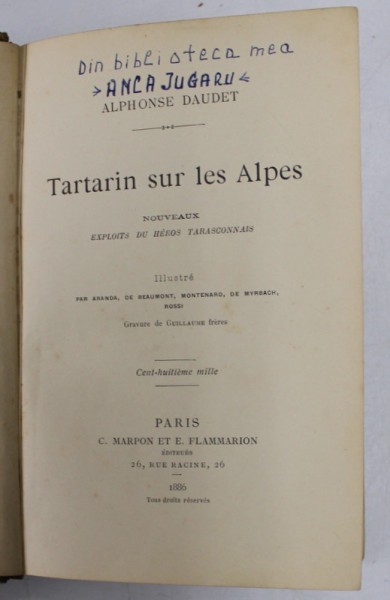 Din biblioteca mea
→ ANCA JUGARU ←
ALPHONSE DAUDET
Tartarin sur les Alpes
NOUVEAUX
EXPLOITS DU HÉROS TARASCONNAIS
Illustré
PAR ARANDA, DE BEAUMONT, MONTENARD, DE MYRBACH,
ROSSI
Gravure de GUILLAUME frères
Cent-huitième mille
PARIS
C. MARPON ET E. FLAMMARION
ÉDITEURS
26, RUE RACINE, 26
1886
Tous droits réservés